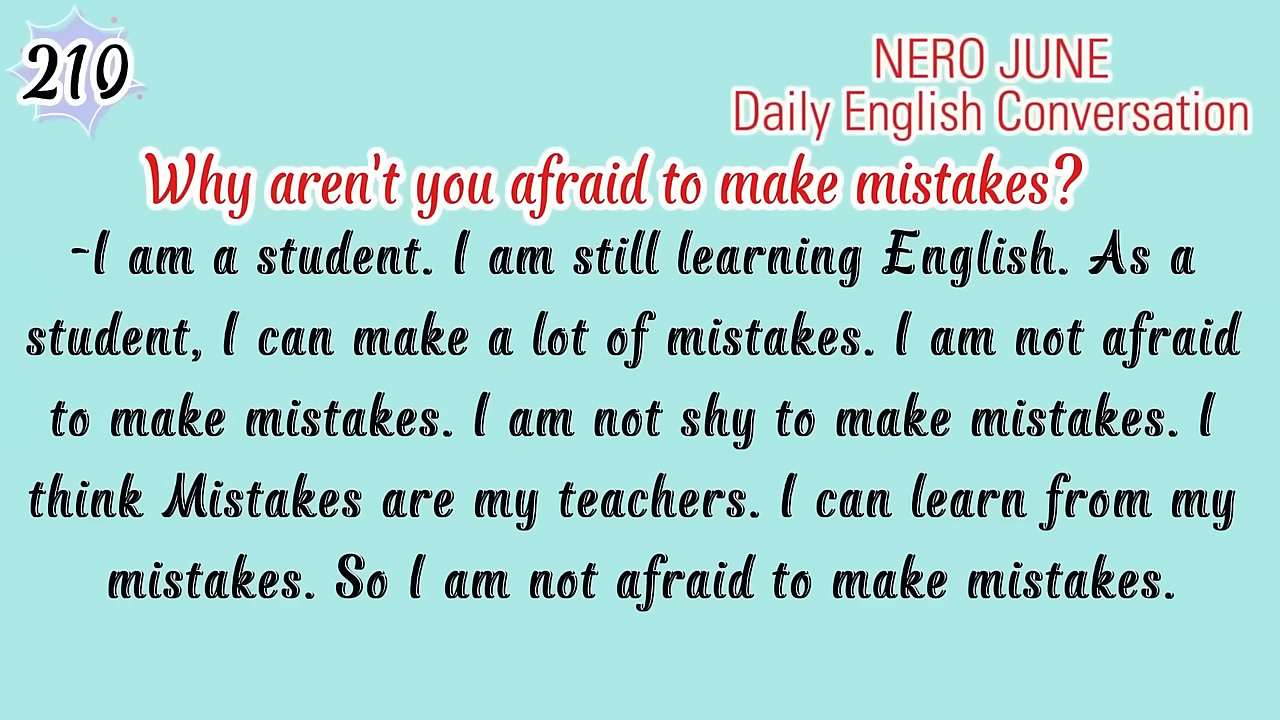 210
NERO JUNE
Daily English Conversation
Why aren't you afraid to make mistakes?
-I am a student. I am still learning English. As a
student, I can make a lot of mistakes. I am not afraid
to make mistakes. I am not shy to make mistakes. I
think Mistakes are my teachers. I can learn from my
mistakes. So I am not afraid to make mistakes.